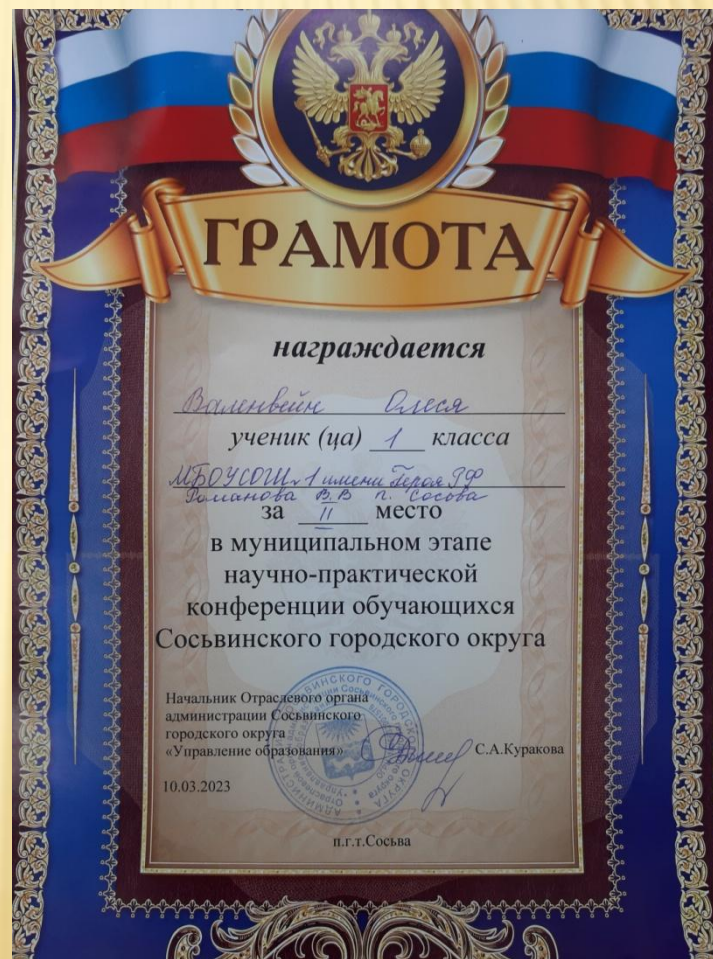 ГРАМОТА
награждается
Валенвейн Олеся
ученик (ца) 1 класса
МБОУСОШ №1 имени Героя РФ
Романова В.В п. Сосьва
за II место
в муниципальном этапе
научно-практической
конференции обучающихся
Сосьвинского городского округа
Начальник Отраслевого органа
администрации Сосьвинского
городского округа
«Управление образования» С.А.Куракова
10.03.2023
п.г.т.Сосьва